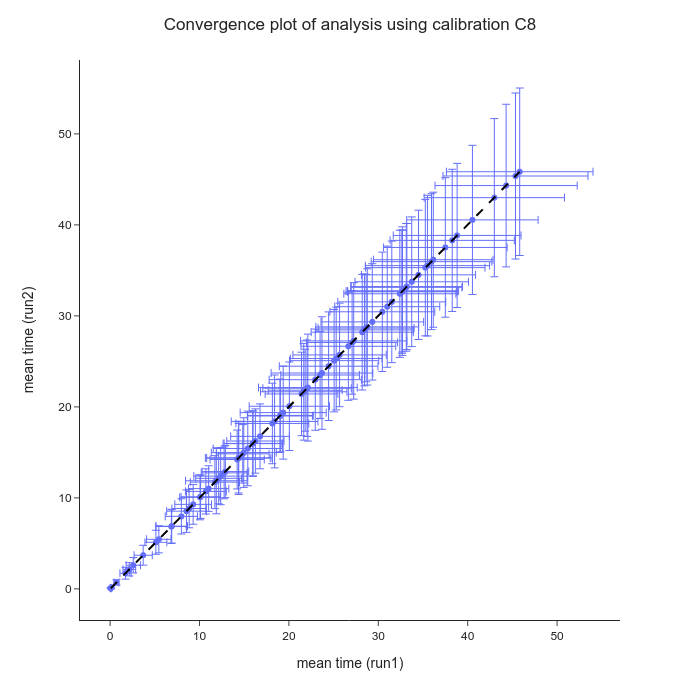 Convergence plot of analysis using calibration C8
mean time (run2)
50
40
30
20
10
0
0 10 20 30 40 50
mean time (run1)